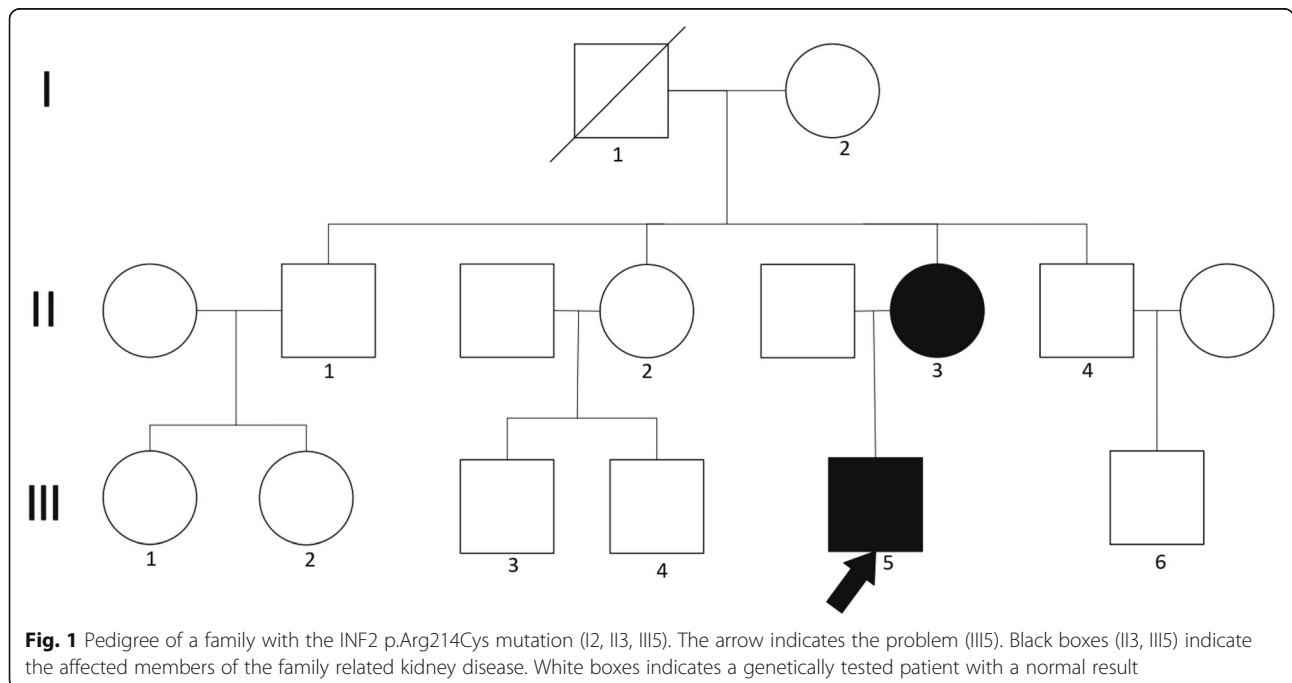 I
1
2
II
1
2
3
4
III
1
2
3
4
5
6
Fig. 1 Pedigree of a family with the INF2 p.Arg214Cys mutation (I2, II3, III5). The arrow indicates the problem (III5). Black boxes (II3, III5) indicate
the affected members of the family related kidney disease. White boxes indicates a genetically tested patient with a normal result